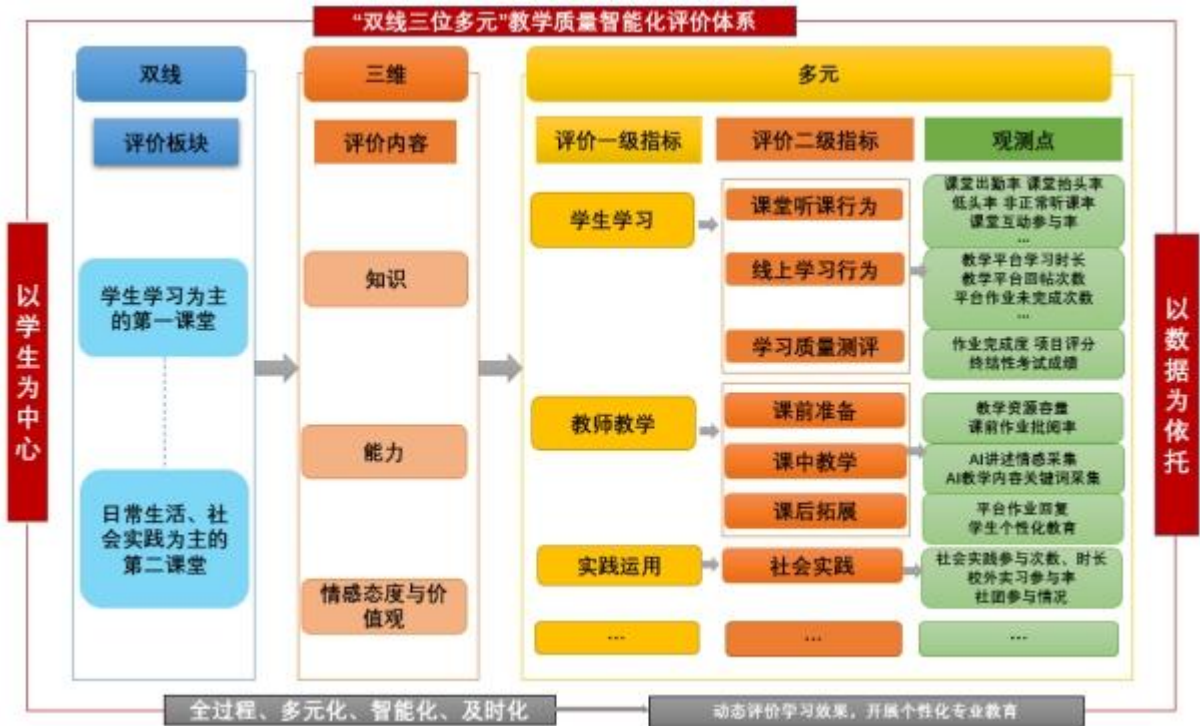 “双线三位多元”教学质量智能化评价体系
以学生为中心
双线
评价板块
学生学习为主
的第一课堂
日常生活、社
会实践为主的
第二课堂
三维
评价内容
知识
能力
情感态度与价
值观
多元
评价一级指标
评价二级指标
观测点
学生学习
课堂听课行为
课堂出勤率 课堂抬头率
低头率 非正常听课率
课堂互动参与率
...
线上学习行为
教学平台学习时长
教学平台回帖次数
平台作业未完成次数
...
学习质量测评
作业完成度 项目评分
终结性考试成绩
教师教学
课前准备
教学资源容量
课前作业批阅率
课中教学
AI讲述情感采集
AI教学内容关键词采集
课后拓展
平台作业回复
学生个性化教育
实践运用
社会实践
社会实践参与次数、时长
校外实习参与率
社团参与情况
...
...
...
以数据为依托
全过程、多元化、智能化、及时化
动态评价学习效果，开展个性化专业教育